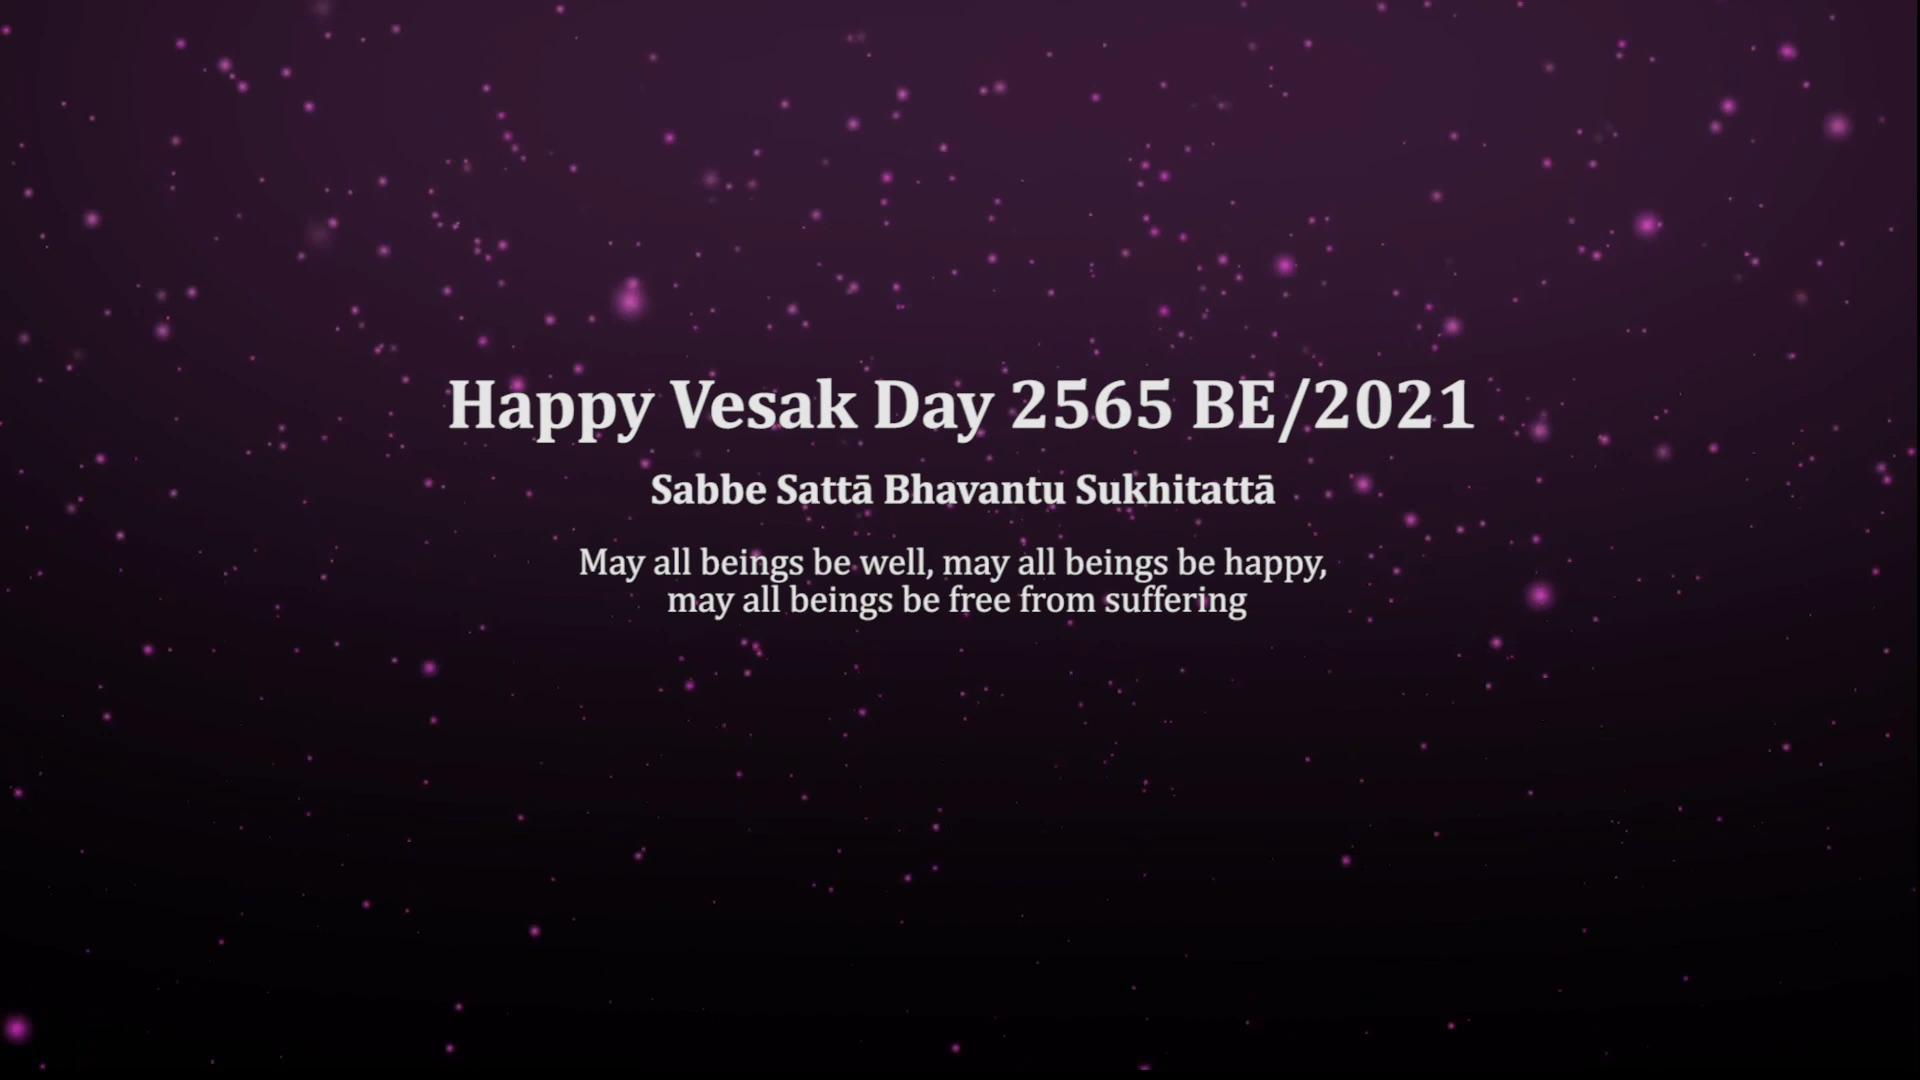 Happy Vesak Day 2565 BE/2021
Sabbe Sattā Bhavantu Sukhitattā
May all beings be well, may all beings be happy,
may all beings be free from suffering